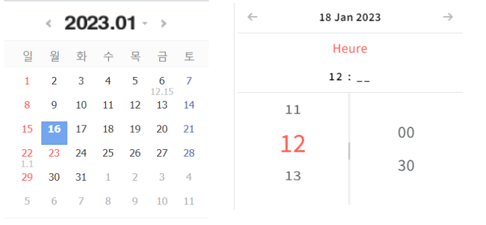 2023.01
일 월 화 수 목 금 토
1 2 3 4 5 6 7
12.15
8 9 10 11 12 13 14
15 16 17 18 19 20 21
22 23 24 25 26 27 28
1.1
29 30 31 1 2 3 4
5 6 7 8 9 10 11
18 Jan 2023
Heure
12 : __
11
12
13
00
30